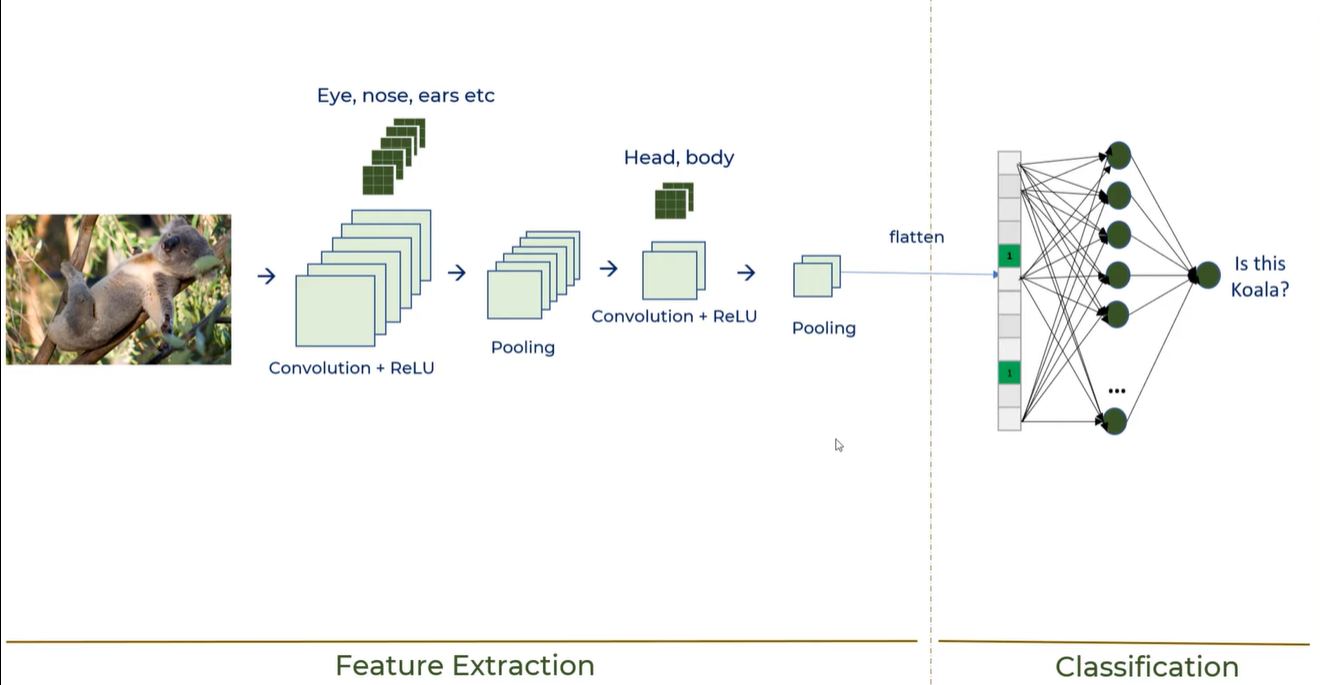 Eye, nose, ears etc
Head, body
flatten
1
1
Is this
Koala?
Convolution + ReLU
Pooling
Convolution + ReLU
Pooling
...
Feature Extraction
Classification